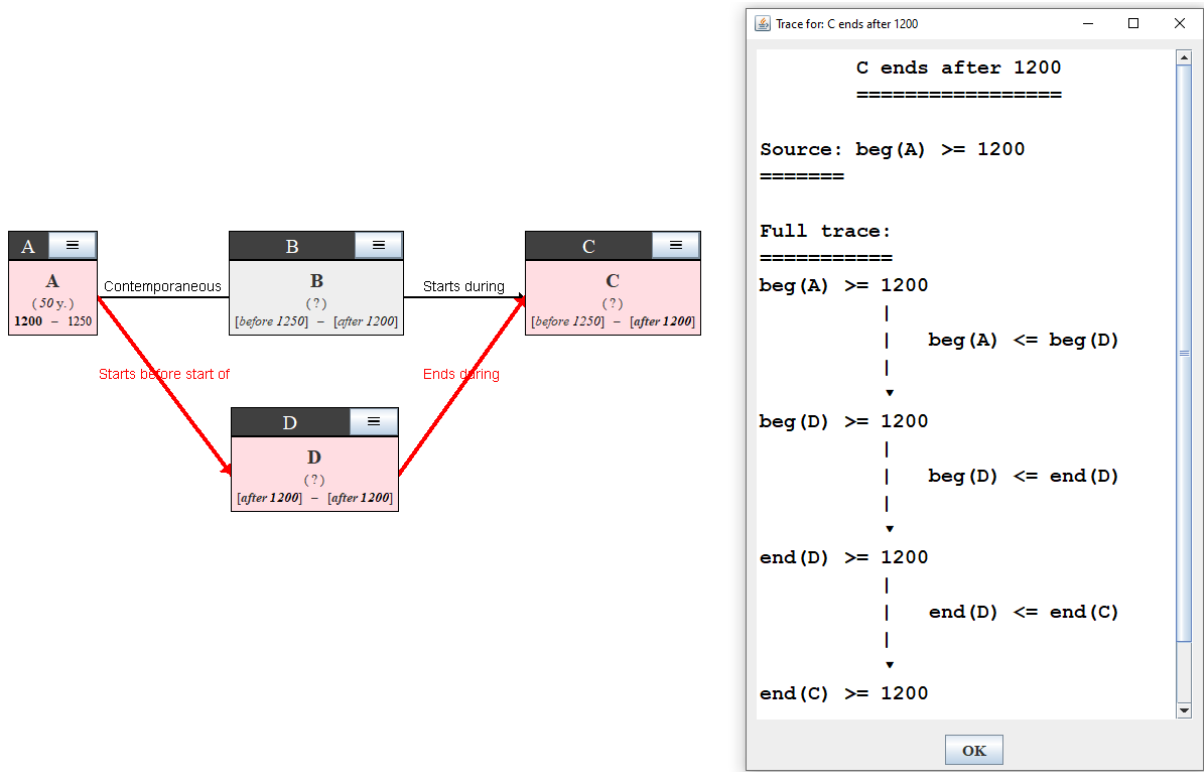 A ≡
A
(50 y.)
1200 – 1250
Contemporaneous
B ≡
B
(?)
[before 1250] – [after 1200]
Starts during
C ≡
C
(?)
[before 1250] – [after 1200]
Starts before start of
Ends during
D ≡
D
(?)
[after 1200] – [after 1200]
Trace for: C ends after 1200
C ends after 1200
=================
Source: beg(A) >= 1200
=======
Full trace:
===========
beg(A) >= 1200
|
| beg(A) <= beg(D)
|
▼
beg(D) >= 1200
|
| beg(D) <= end(D)
|
▼
end(D) >= 1200
|
| end(D) <= end(C)
|
▼
end(C) >= 1200
OK